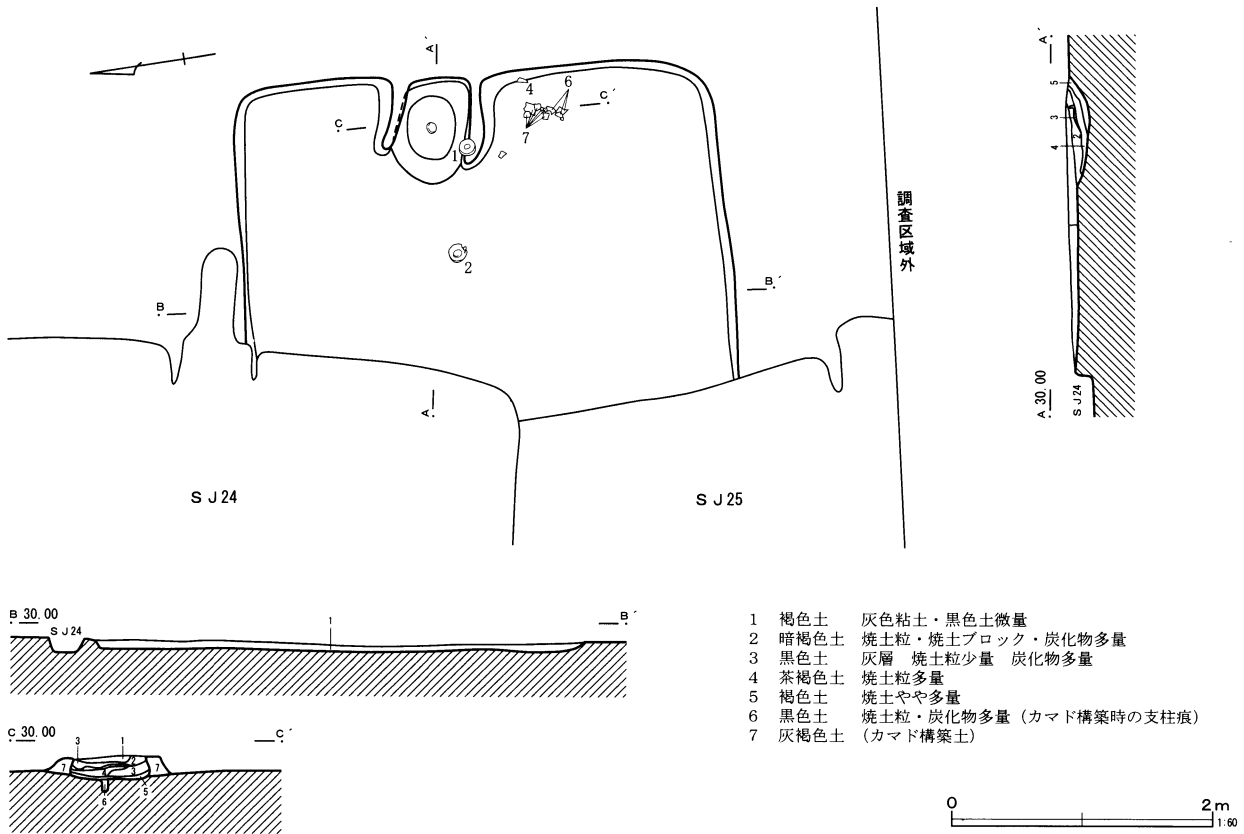 A′
A′
5
3
2
4
4
6
C
C′
1
7
2
3
調査区域外
B
B′
A
A 30.00
SJ24
SJ24
SJ25
B 30.00
B′
SJ24
1
C 30.00
C′
3
1
2
7
4
3
7
6
5
1 褐色土 灰色粘土・黒色土微量
2 暗褐色土 焼土粒・焼土ブロック・炭化物多量
3 黒色土 灰層 焼土粒少量 炭化物多量
4 茶褐色土 焼土粒多量
5 褐色土 焼土やや多量
6 黒色土 焼土粒・炭化物多量(カマド構築時の支柱痕)
7 灰褐色土 (カマド構築土)
0 2m
1:60